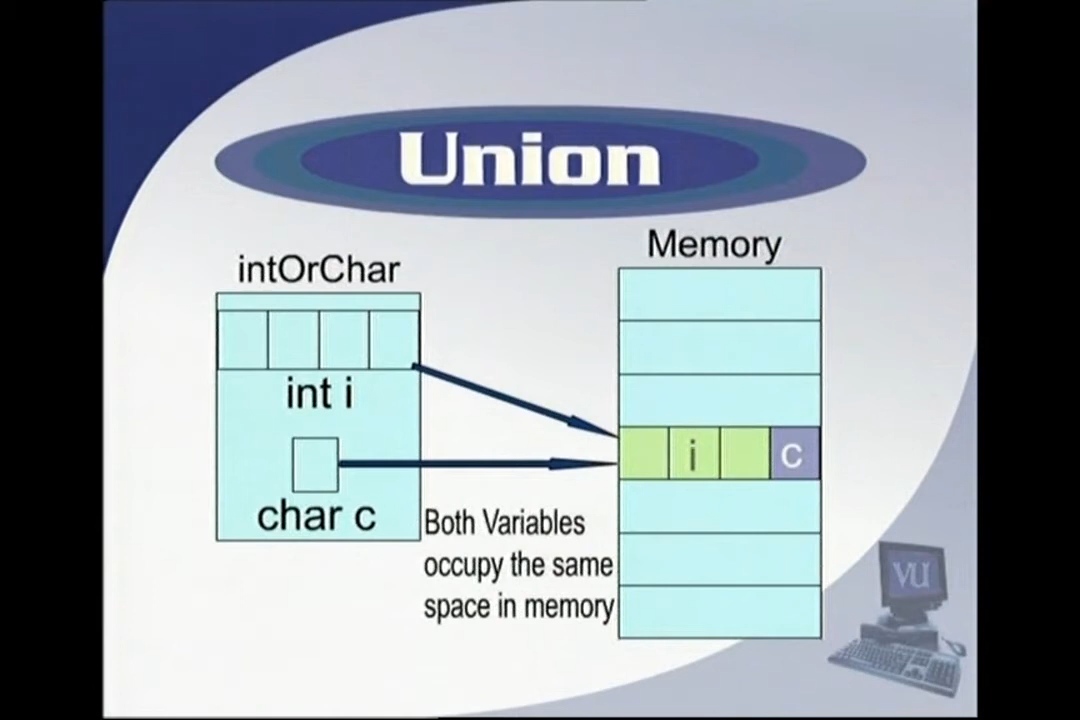 Union
intOrChar
int i
char c
Both Variables
occupy the same
space in memory
Memory
i
c
VU